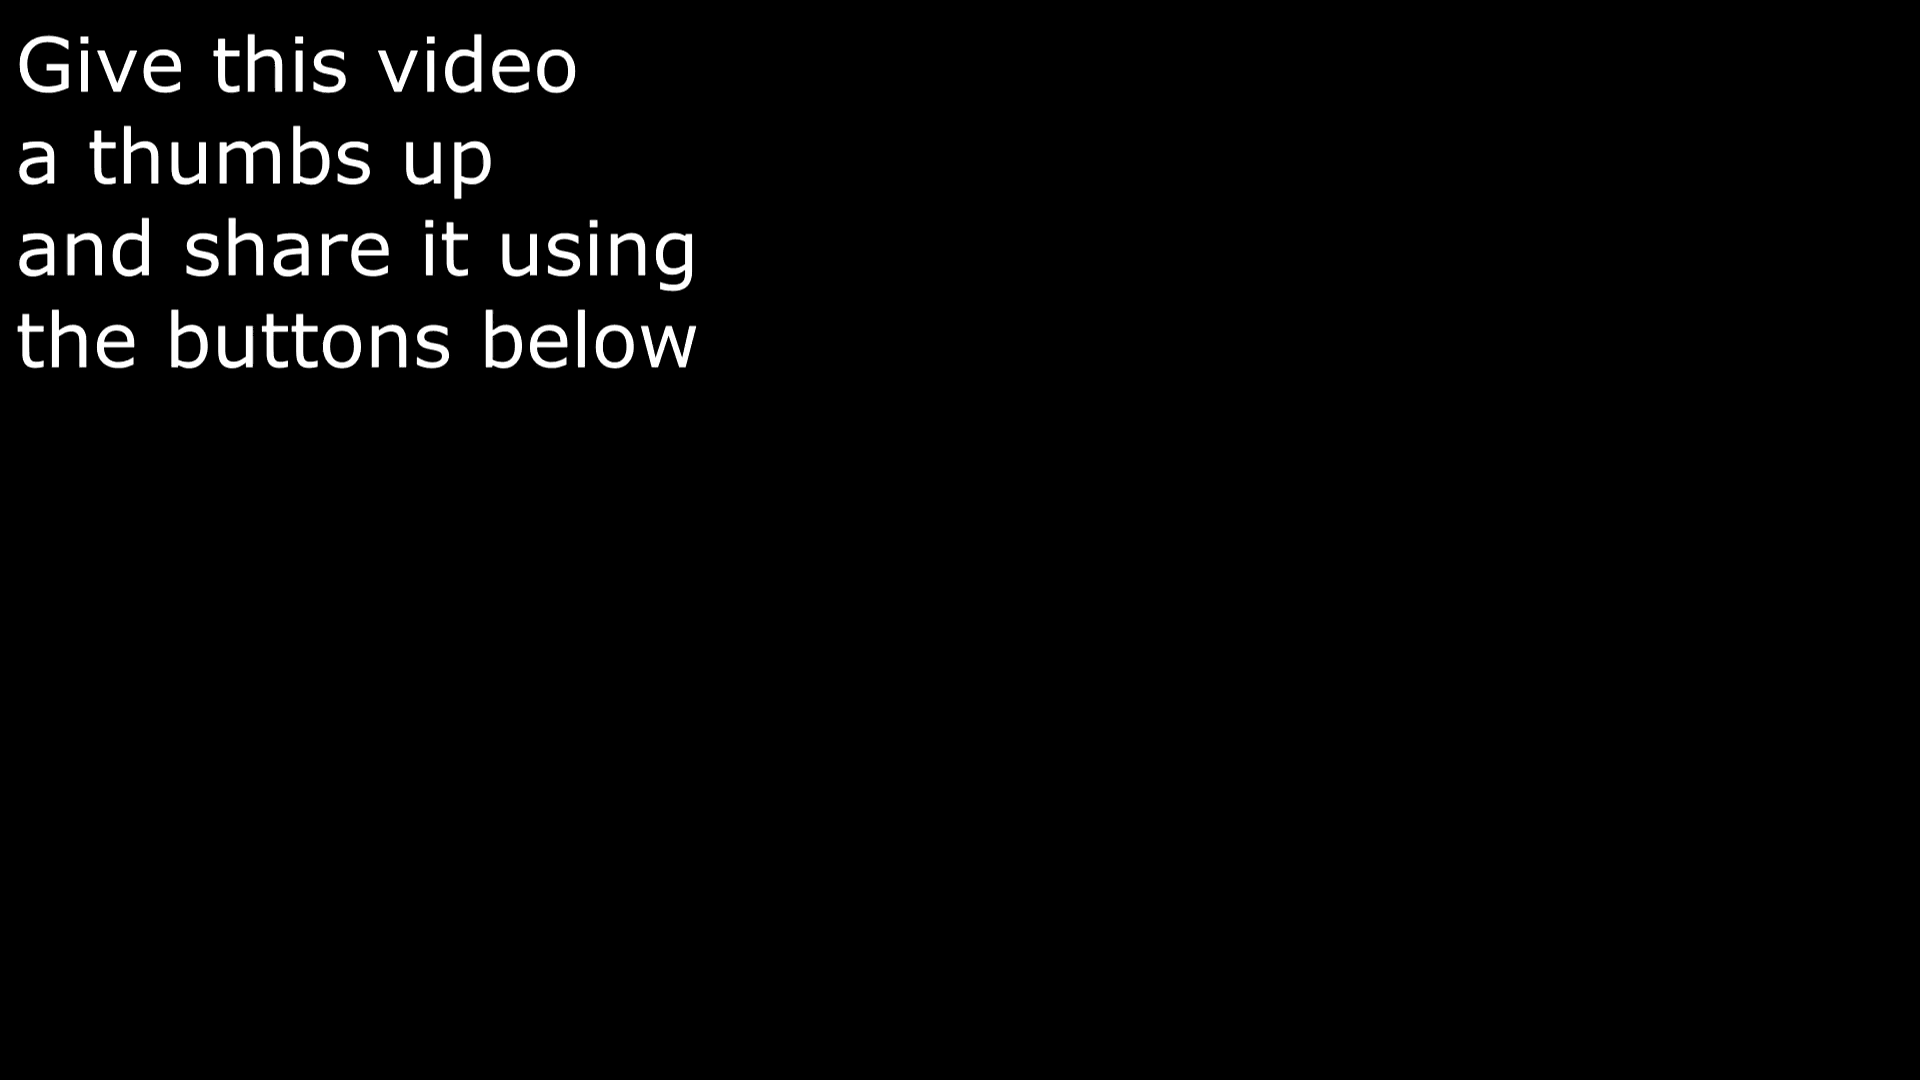 Give this video
a thumbs up
and share it using
the buttons below